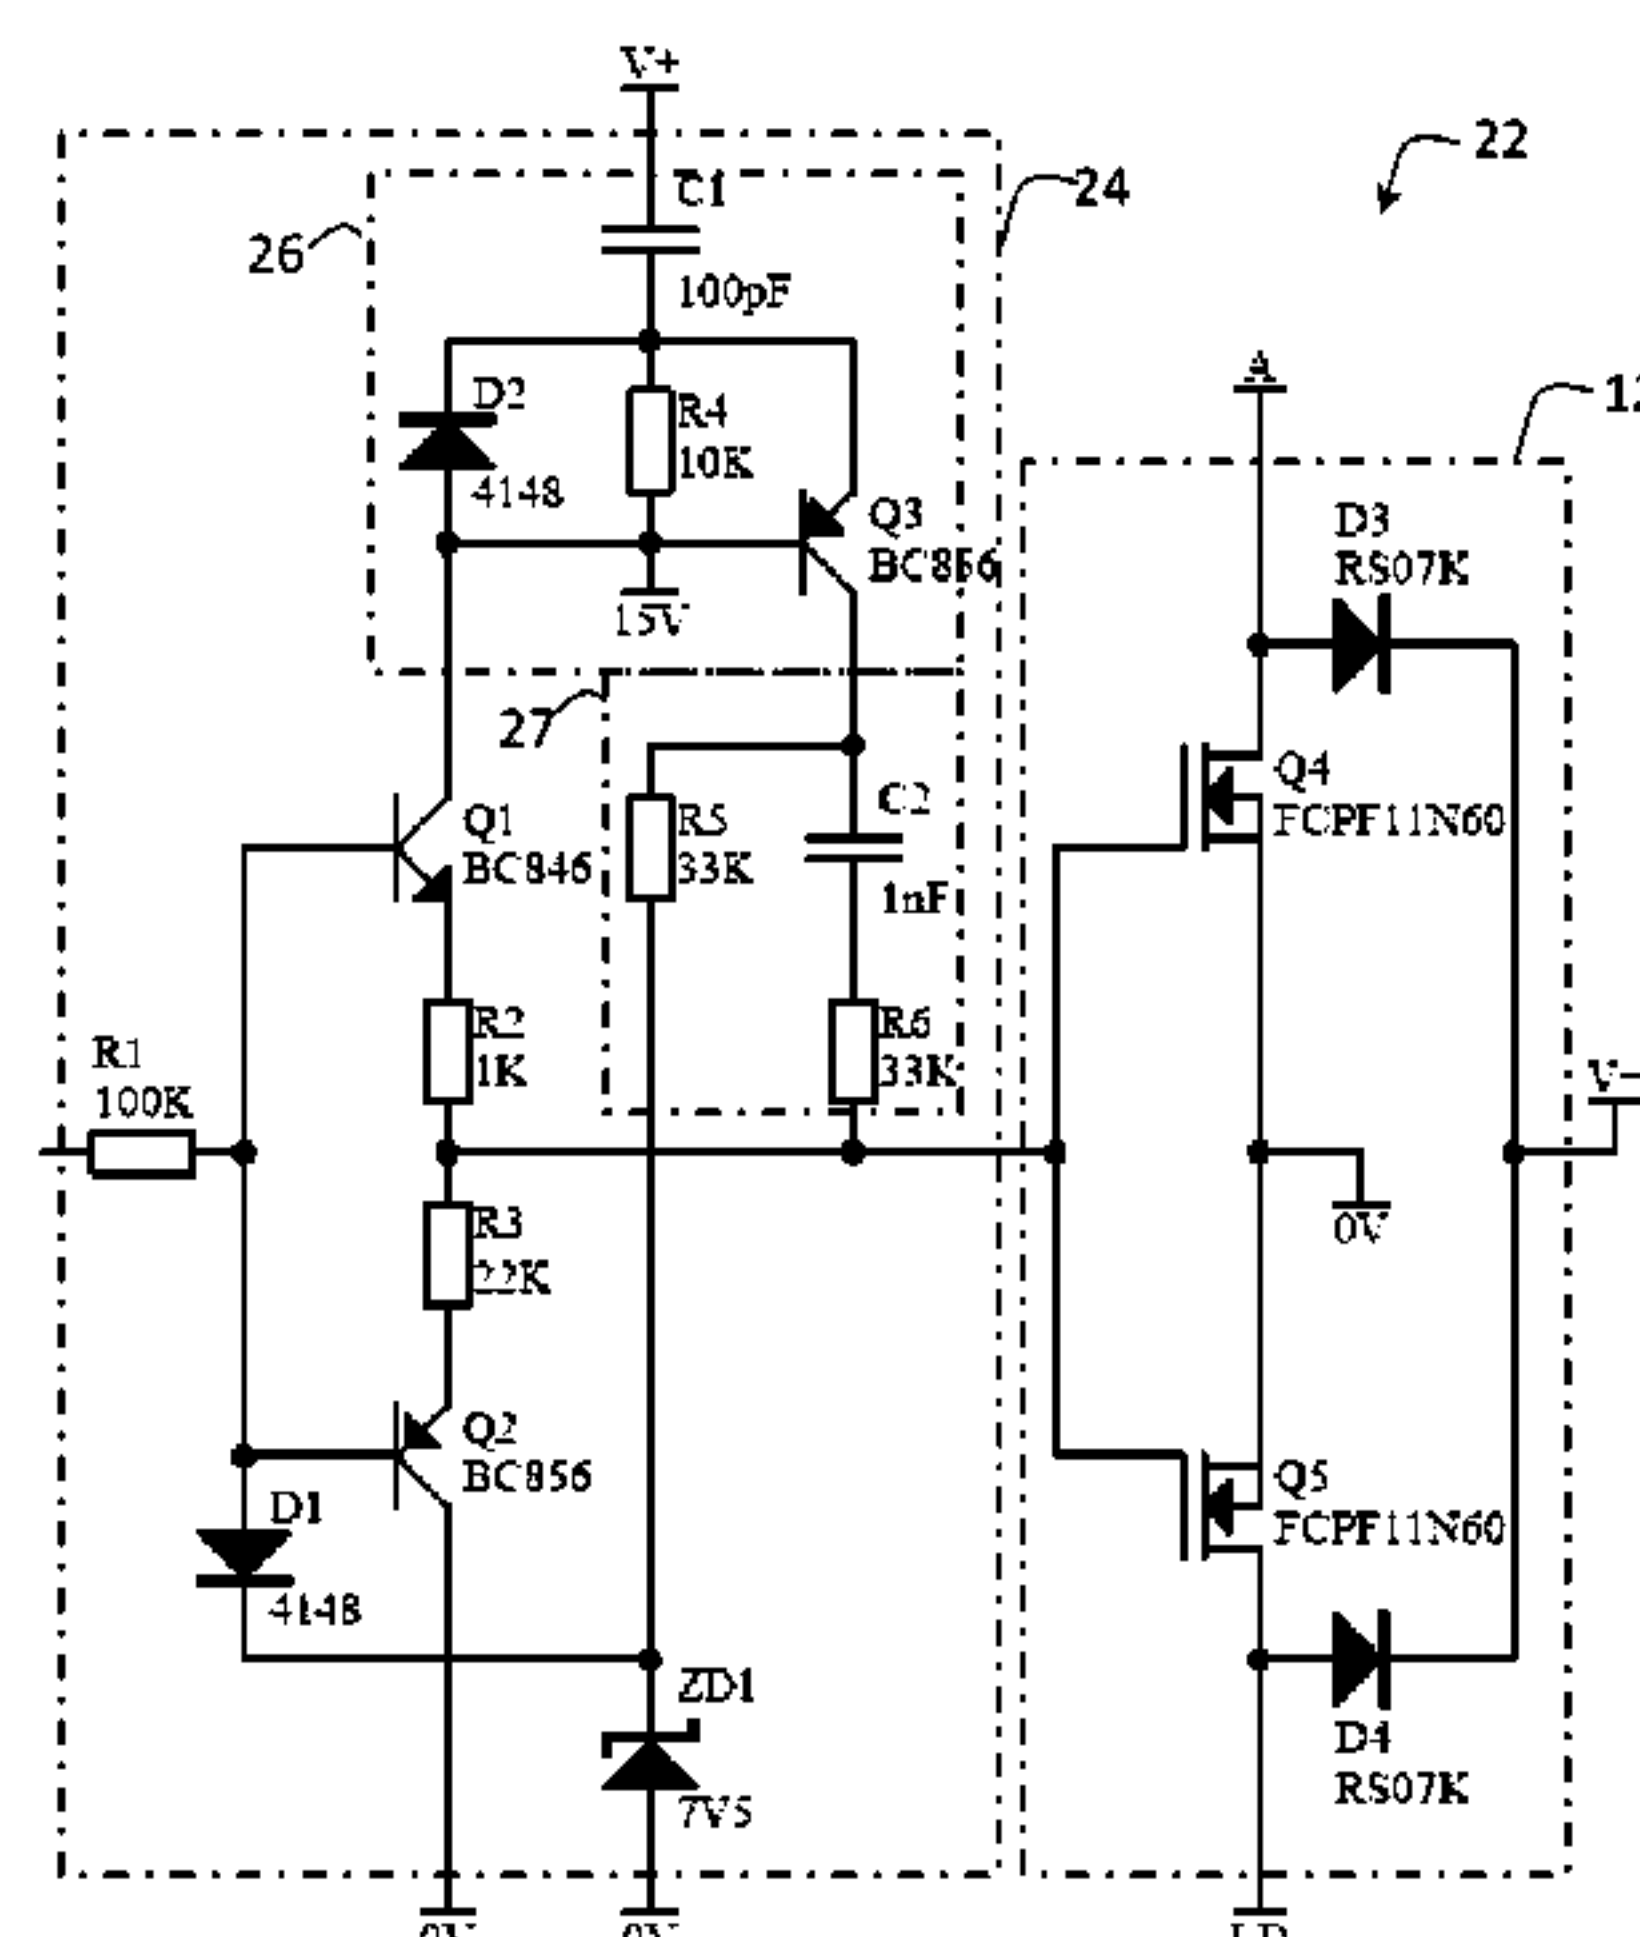 V+
22
24
C1
26
100pF
A
D2
R4
10K
4148
Q3
BC856
D3
RS07K
15V
27
Q4
FCPF11N60
C2
Q1
BC846
R5
33K
1nF
R2
1K
R6
33K
R1
100K
0V
R3
22K
Q2
BC856
Q5
FCPF11N60
D1
4148
ZD1
7V5
D4
RS07K